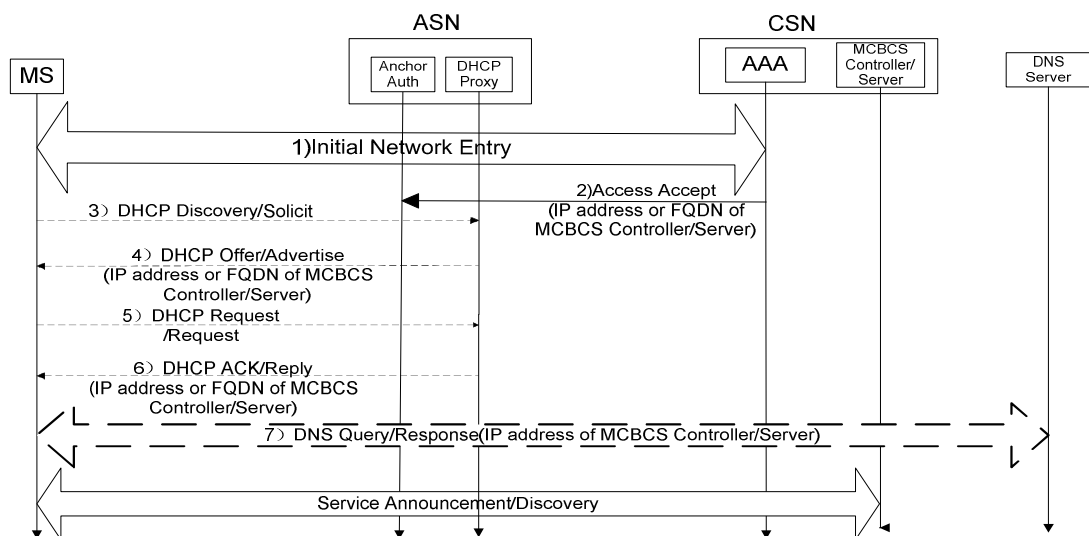 ASN
CSN
MS
Anchor
Auth
DHCP
Proxy
AAA
MCBCS
Controller/
Server
DNS
Server
1)Initial Network Entry
2)Access Accept
(IP address or FQDN of
MCBCS Controller/Server)
3）DHCP Discovery/Solicit
4）DHCP Offer/Advertise
(IP address or FQDN of MCBCS
Controller/Server)
5）DHCP Request
/Request
6）DHCP ACK/Reply
(IP address or FQDN of MCBCS
Controller/Server)
7）DNS Query/Response(IP address of MCBCS Controller/Server)
Service Announcement/Discovery